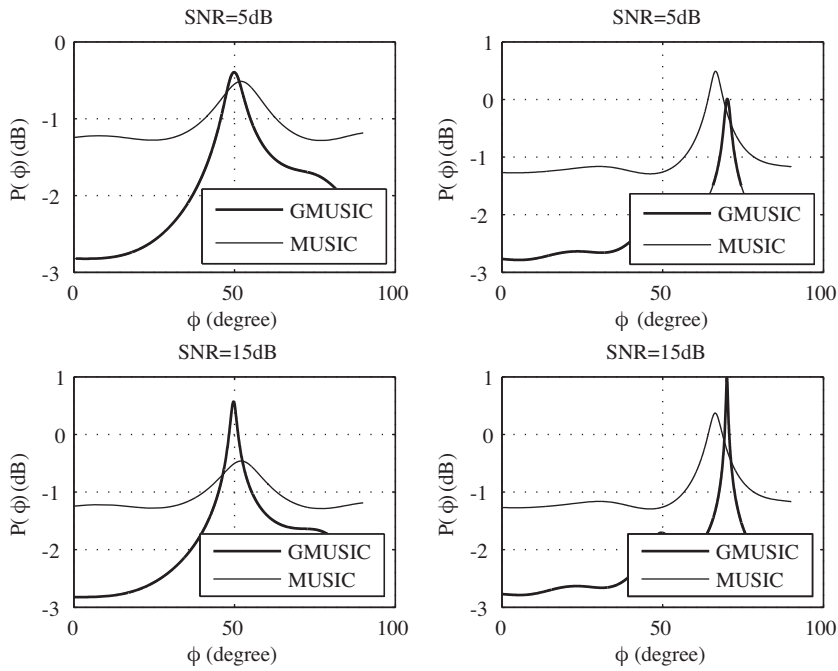 SNR=5dB
0
-1
-2
-3
P(ϕ)(dB)
GMUSIC
MUSIC
0 50 100
ϕ (degree)
SNR=5dB
1
0
-1
-2
-3
P(ϕ)(dB)
GMUSIC
MUSIC
0 50 100
ϕ (degree)
SNR=15dB
1
0
-1
-2
-3
P(ϕ)(dB)
GMUSIC
MUSIC
0 50 100
ϕ (degree)
SNR=15dB
1
0
-1
-2
-3
P(ϕ)(dB)
GMUSIC
MUSIC
0 50 100
ϕ (degree)